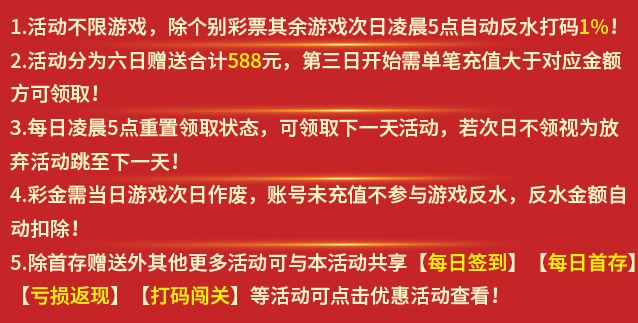 1.活动不限游戏，除个别彩票其余游戏次日凌晨5点自动反水打码1%！
2.活动分为六日赠送合计588元，第三日开始需单笔充值大于对应金额
方可领取！
3.每日凌晨5点重置领取状态，可领取下一天活动，若次日不领视为放
弃活动跳至下一天！
4.彩金需当日游戏次日作废，账号未充值不参与游戏反水，反水金额自
动扣除！
5.除首存赠送外其他更多活动可与本活动共享【每日签到】【每日首存】
【亏损返现】【打码闯关】等活动可点击优惠活动查看！